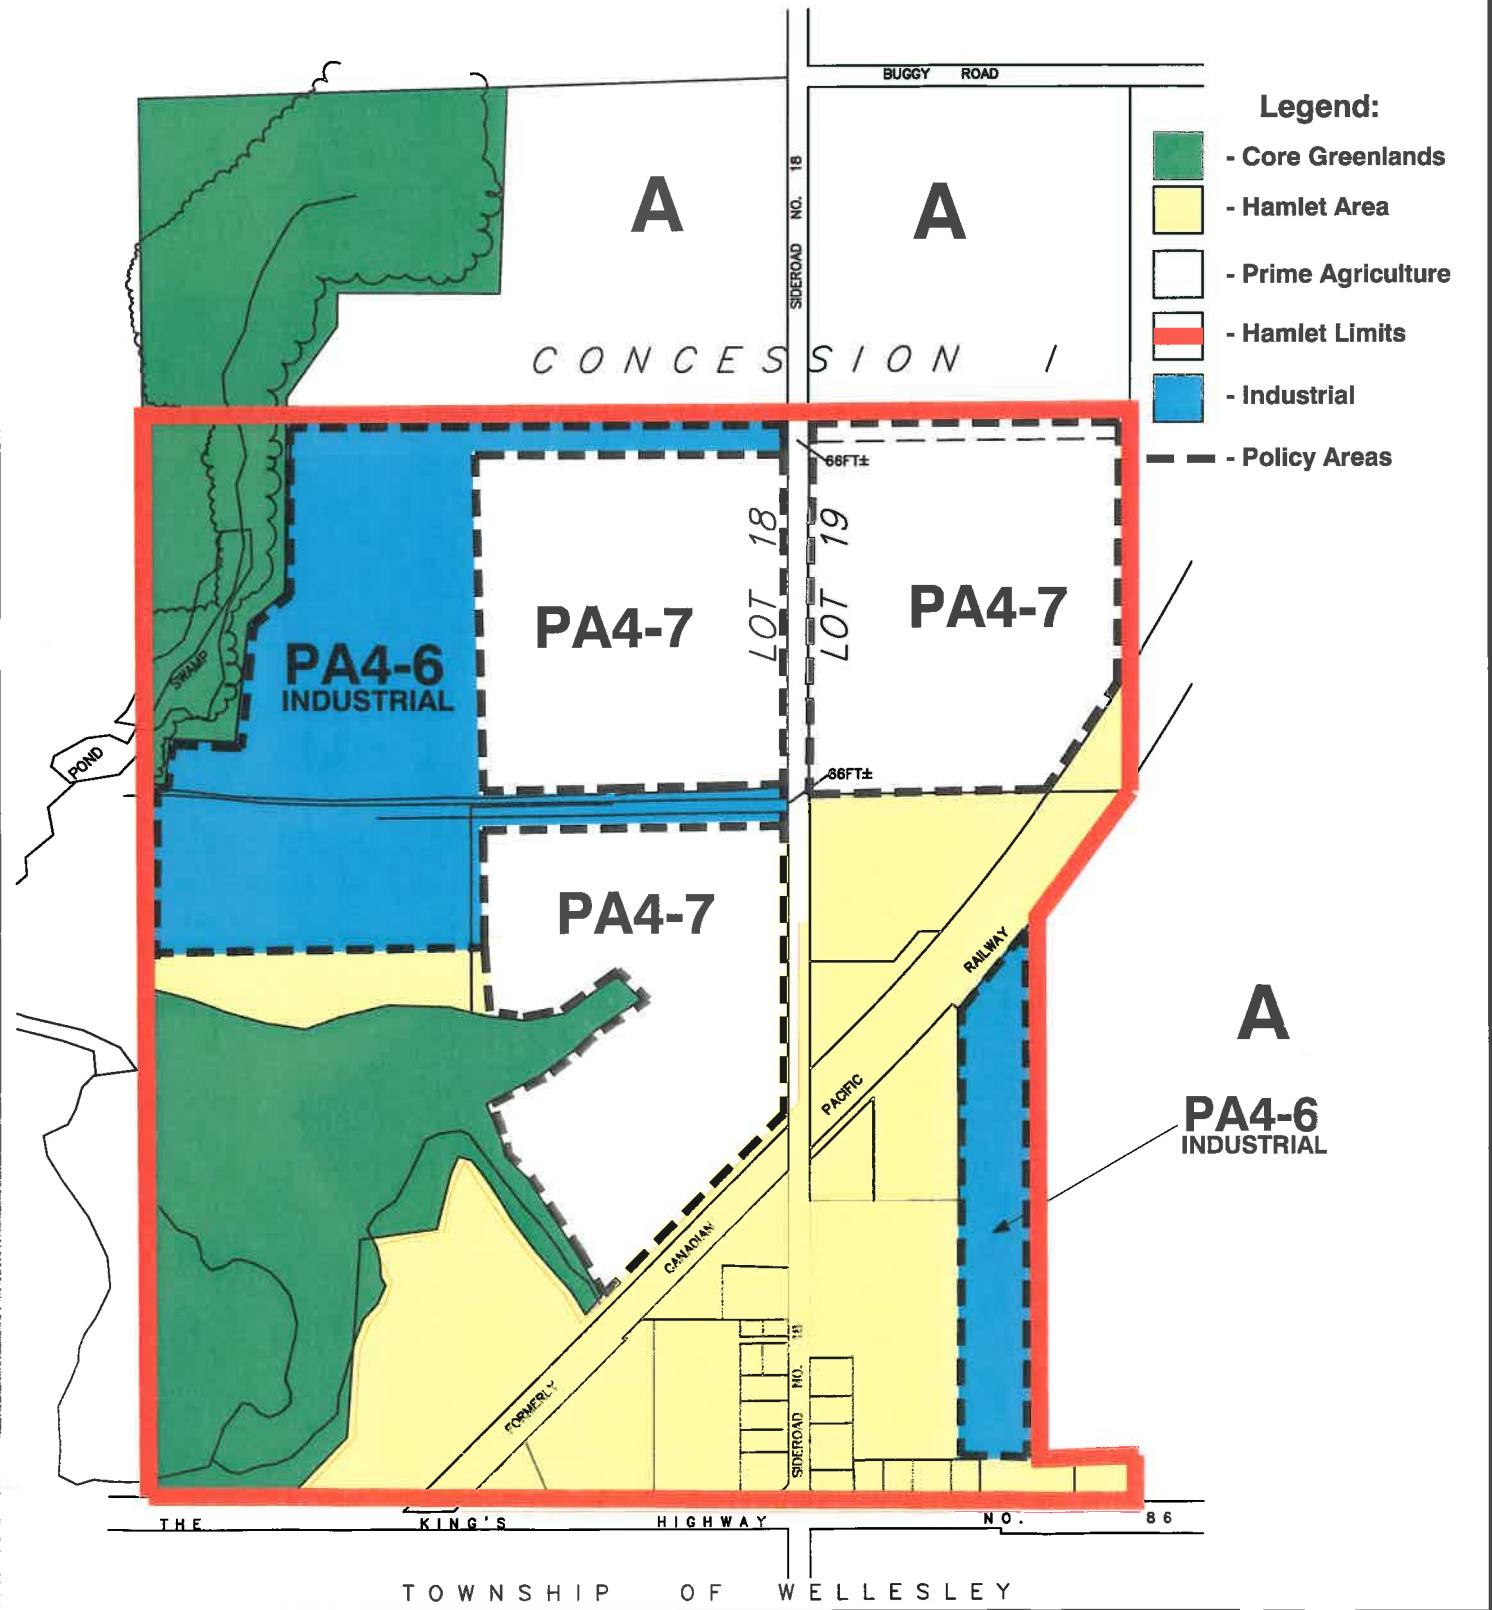 BUGGY ROAD
Legend:
- Core Greenlands
- Hamlet Area
- Prime Agriculture
- Hamlet Limits
- Industrial
- Policy Areas
A
A
SIDEROAD NO. 18
CONCESSION I
66FT±
LOT 18
LOT 19
PA4-7
PA4-7
PA4-6
INDUSTRIAL
SWAMP
POND
66FT±
PA4-7
RAILWAY
A
PACIFIC
PA4-6
INDUSTRIAL
CANADIAN
FORMERLY
SIDEROAD NO. 18
THE KING'S HIGHWAY NO. 86
TOWNSHIP OF WELLESLEY